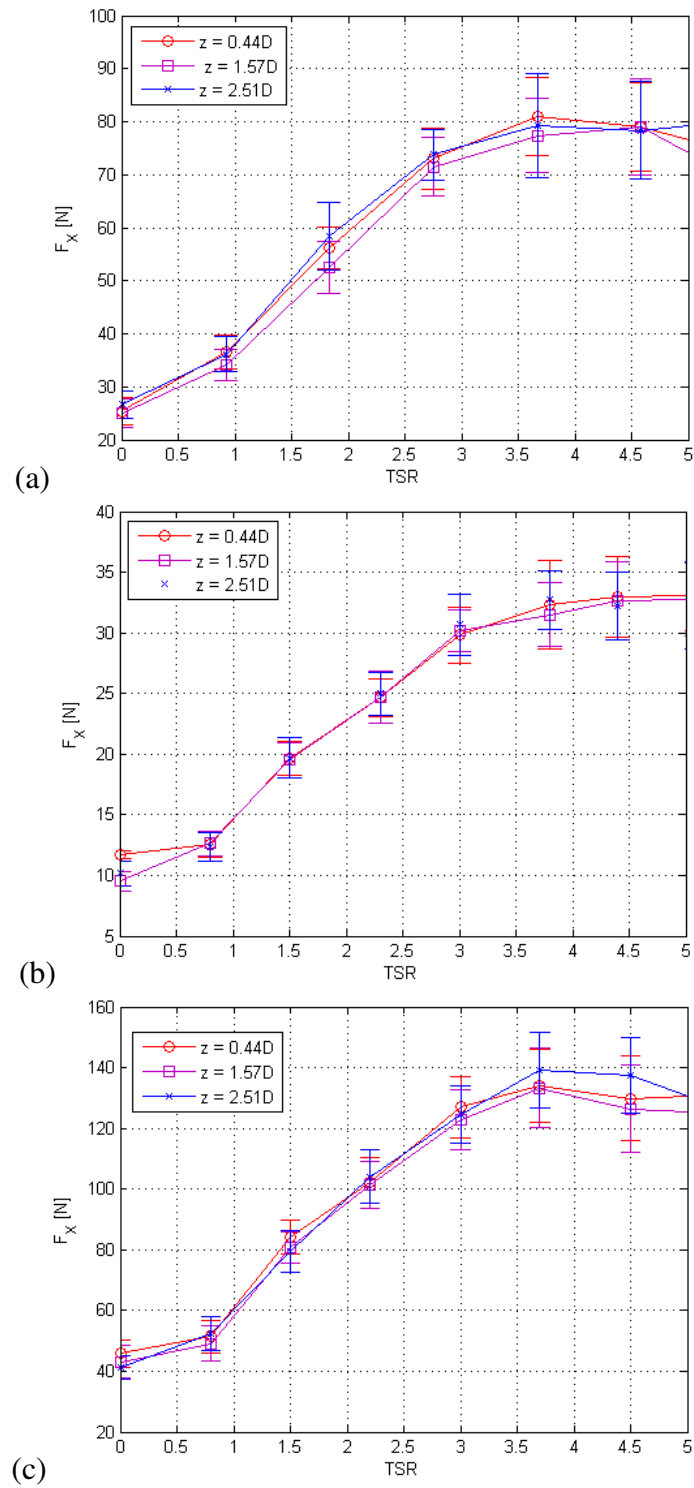 100
90
80
70
60
50
40
30
20
F_X [N]
z = 0.44D
z = 1.57D
z = 2.51D
0 0.5 1 1.5 2 2.5 3 3.5 4 4.5 5
TSR
(a)
40
35
30
25
20
15
10
5
F_X [N]
z = 0.44D
z = 1.57D
z = 2.51D
0 0.5 1 1.5 2 2.5 3 3.5 4 4.5 5
TSR
(b)
160
140
120
100
80
60
40
20
F_X [N]
z = 0.44D
z = 1.57D
z = 2.51D
0 0.5 1 1.5 2 2.5 3 3.5 4 4.5 5
TSR
(c)